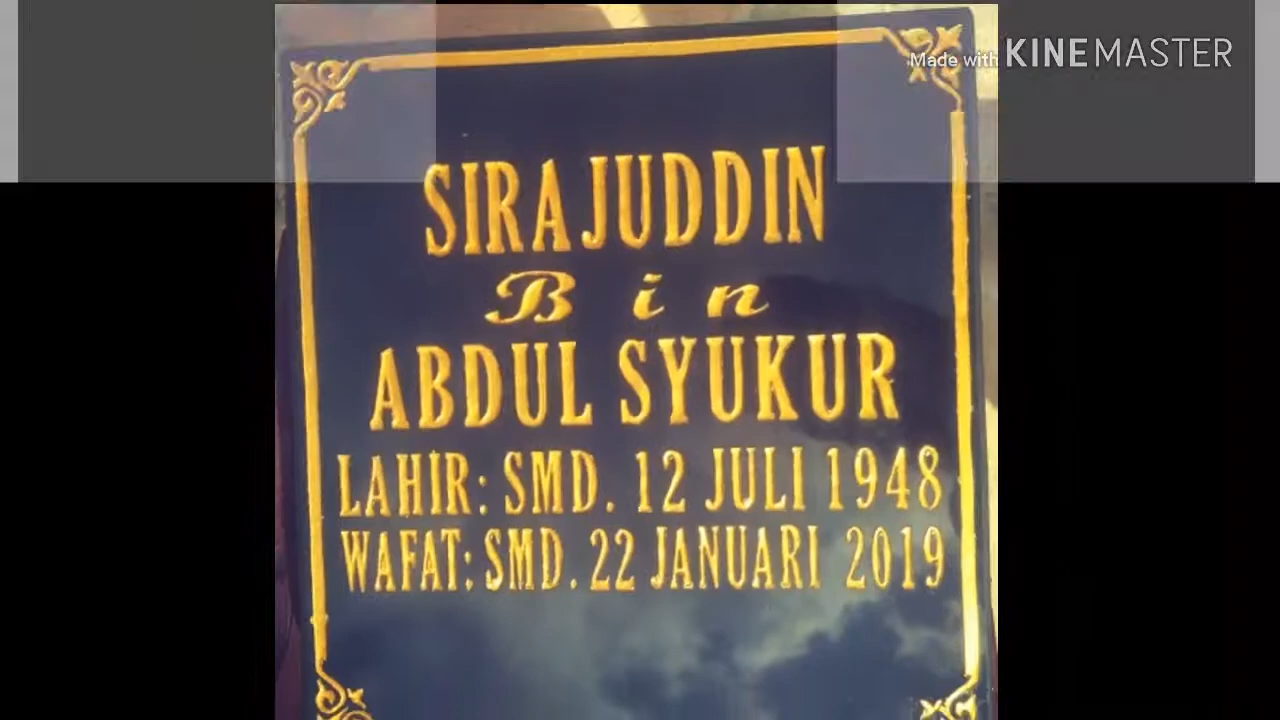 Made with KINEMASTER
SIRAJUDDIN
Bin
ABDUL SYUKUR
LAHIR: SMD. 12 JULI 1948
WAFAT: SMD. 22 JANUARI 2019